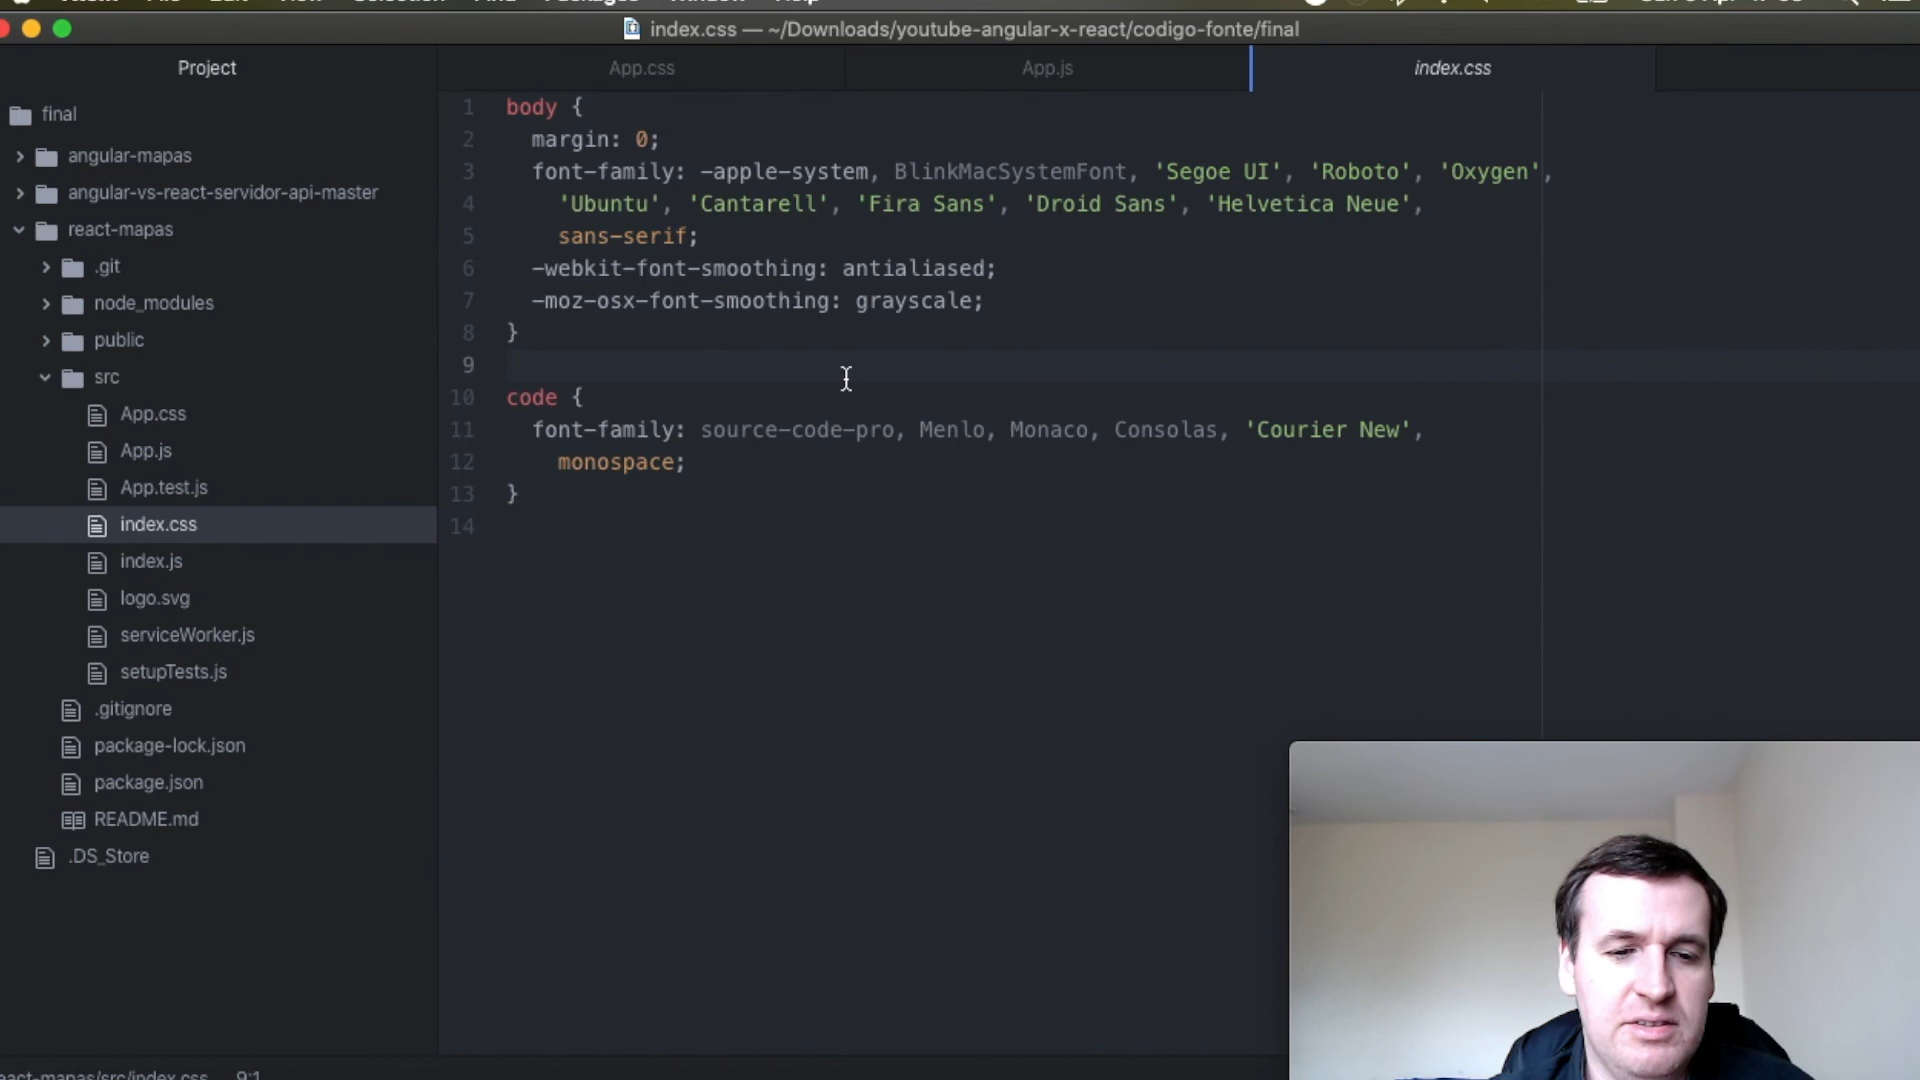 index.css — ~/Downloads/youtube-angular-x-react/codigo-fonte/final
Project
App.css
App.js
index.css
final
angular-mapas
angular-vs-react-servidor-api-master
react-mapas
.git
node_modules
public
src
App.css
App.js
App.test.js
index.css
index.js
logo.svg
serviceWorker.js
setupTests.js
.gitignore
package-lock.json
package.json
README.md
.DS_Store
1 body {
2 margin: 0;
3 font-family: -apple-system, BlinkMacSystemFont, 'Segoe UI', 'Roboto', 'Oxygen',
4 'Ubuntu', 'Cantarell', 'Fira Sans', 'Droid Sans', 'Helvetica Neue',
5 sans-serif;
6 -webkit-font-smoothing: antialiased;
7 -moz-osx-font-smoothing: grayscale;
8 }
9
10 code {
11 font-family: source-code-pro, Menlo, Monaco, Consolas, 'Courier New',
12 monospace;
13 }
14
eact-mapas/src/index.css 9:1